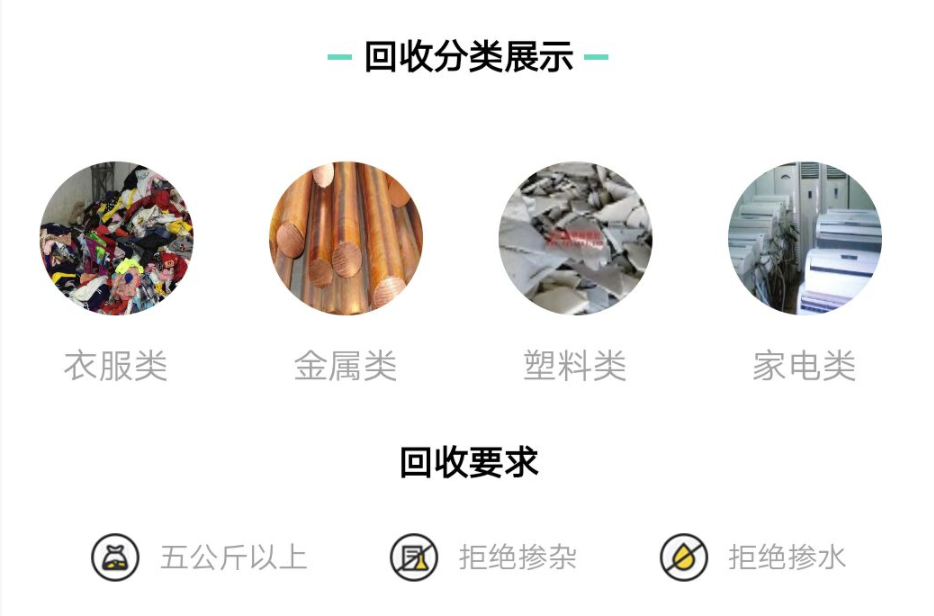 回收分类展示
衣服类
金属类
塑料类
家电类
回收要求
五公斤以上
拒绝掺杂
拒绝掺水